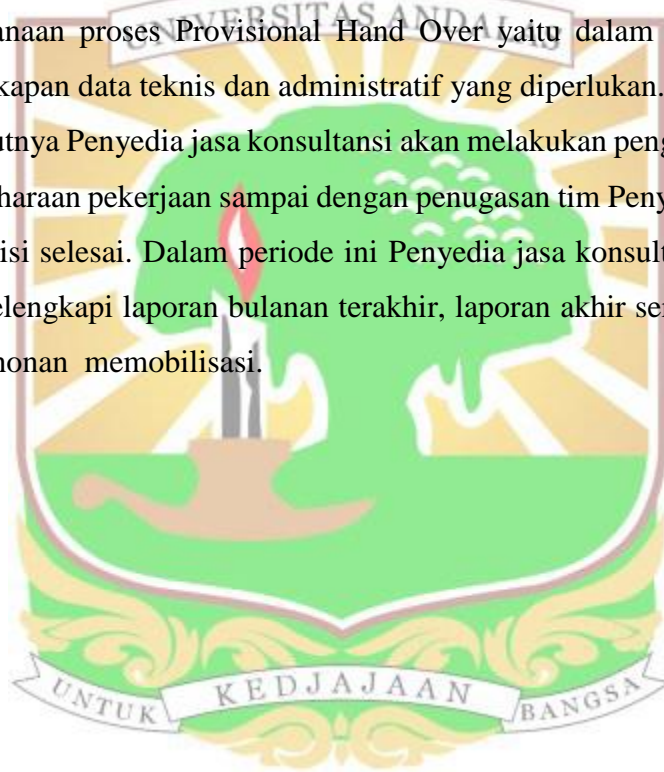 UNIVERSITAS ANDALAS
anaan proses Provisional Hand Over yaitu dalam
kapan data teknis dan administratif yang diperlukan.
utnya Penyedia jasa konsultansi akan melakukan peng
haraan pekerjaan sampai dengan penugasan tim Peny
isi selesai. Dalam periode ini Penyedia jasa konsult
elengkapi laporan bulanan terakhir, laporan akhir ser
honan memobilisasi.
UNTUK KEDJAJAAN BANGSA